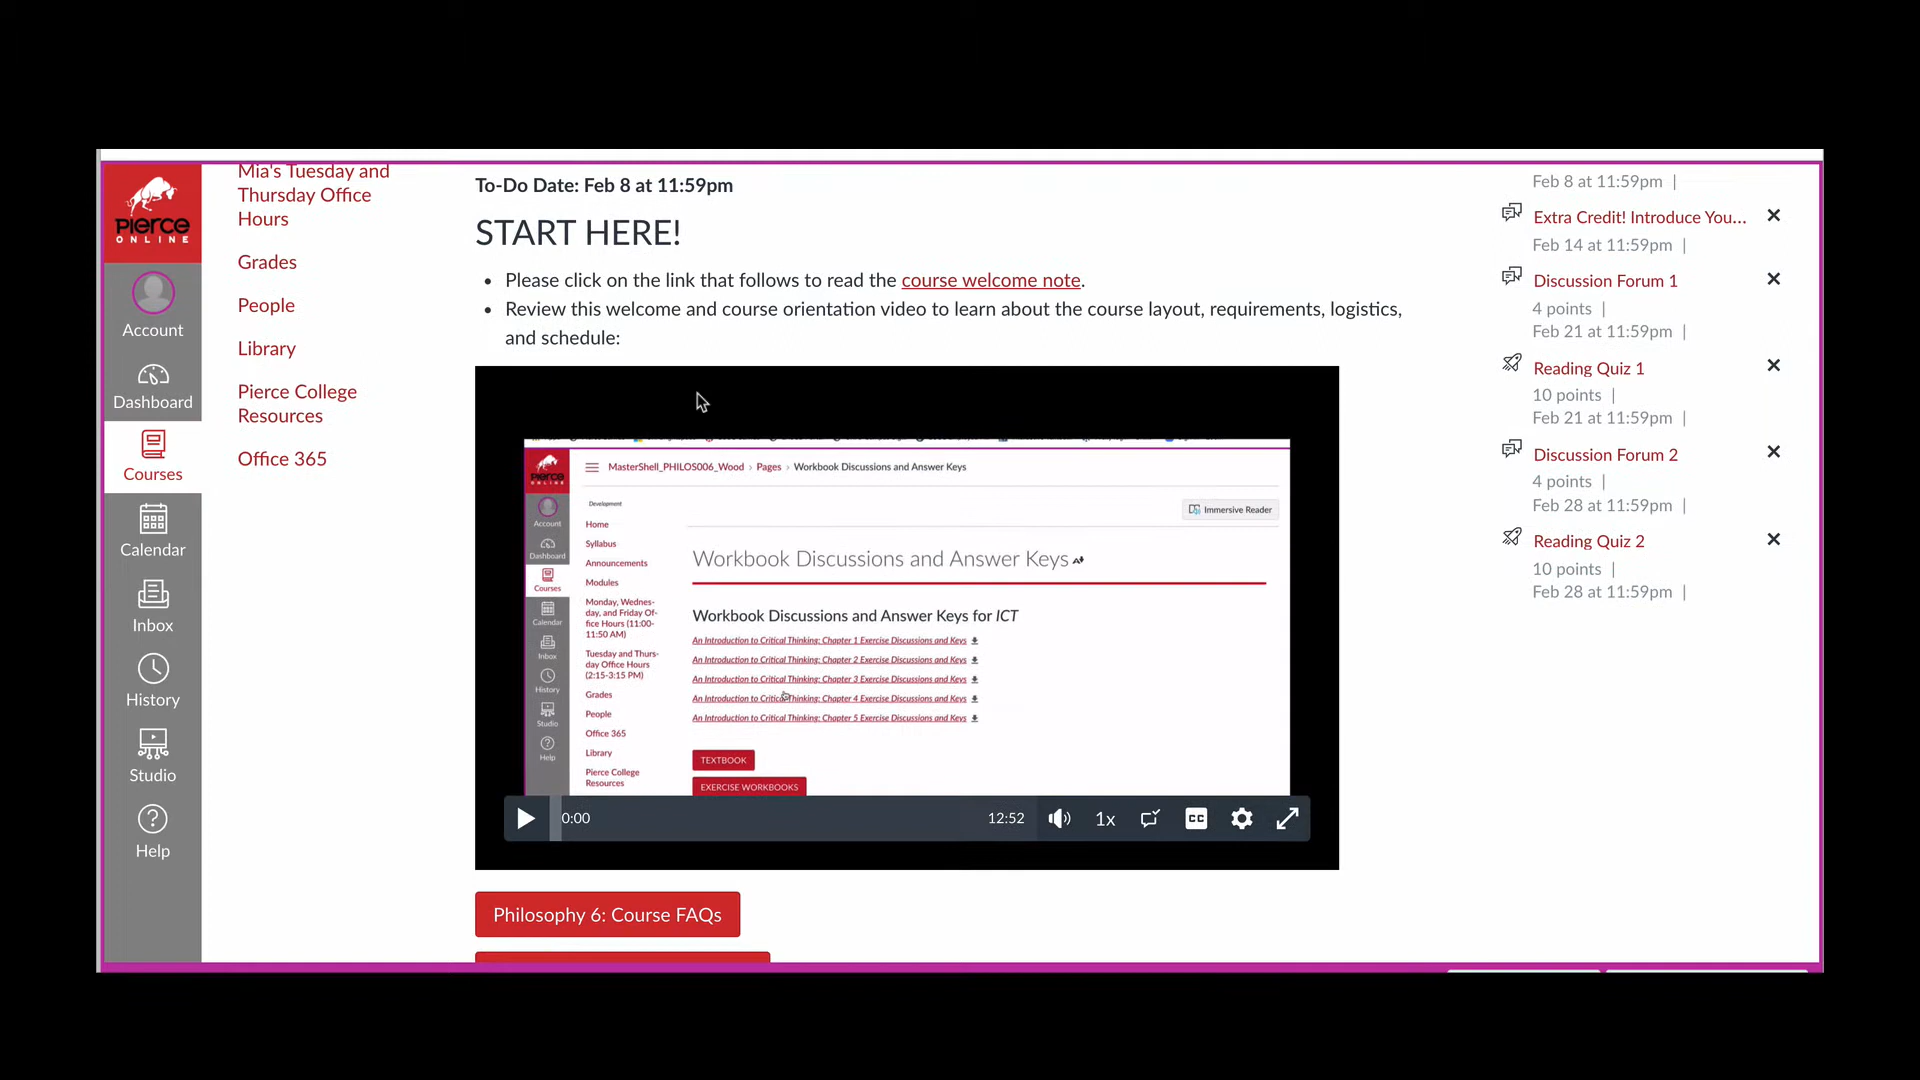 PIERCE
ONLINE
Account
Dashboard
Courses
Calendar
Inbox
History
Studio
Help
Mia's Tuesday and
Thursday Office
Hours
Grades
People
Library
Pierce College
Resources
Office 365
To-Do Date: Feb 8 at 11:59pm
START HERE!
• Please click on the link that follows to read the course welcome note.
• Review this welcome and course orientation video to learn about the course layout, requirements, logistics,
and schedule:
PIERCE
ONLINE
Account
Dashboard
Courses
Calendar
Inbox
History
Studio
Help
MasterShell_PHILOS006_Wood › Pages › Workbook Discussions and Answer Keys
Development
Home
Syllabus
Announcements
Modules
Monday, Wednes-
day, and Friday Of-
fice Hours (11:00-
11:50 AM)
Tuesday and Thurs-
day Office Hours
(2:15-3:15 PM)
Grades
People
Office 365
Library
Pierce College
Resources
Immersive Reader
Workbook Discussions and Answer Keys
Workbook Discussions and Answer Keys for ICT
An Introduction to Critical Thinking: Chapter 1 Exercise Discussions and Keys
An Introduction to Critical Thinking: Chapter 2 Exercise Discussions and Keys
An Introduction to Critical Thinking: Chapter 3 Exercise Discussions and Keys
An Introduction to Critical Thinking: Chapter 4 Exercise Discussions and Keys
An Introduction to Critical Thinking: Chapter 5 Exercise Discussions and Keys
TEXTBOOK
EXERCISE WORKBOOKS
0:00 12:52 1x CC
Philosophy 6: Course FAQs
Feb 8 at 11:59pm |
Extra Credit! Introduce You...
Feb 14 at 11:59pm |
Discussion Forum 1
4 points |
Feb 21 at 11:59pm |
Reading Quiz 1
10 points |
Feb 21 at 11:59pm |
Discussion Forum 2
4 points |
Feb 28 at 11:59pm |
Reading Quiz 2
10 points |
Feb 28 at 11:59pm |